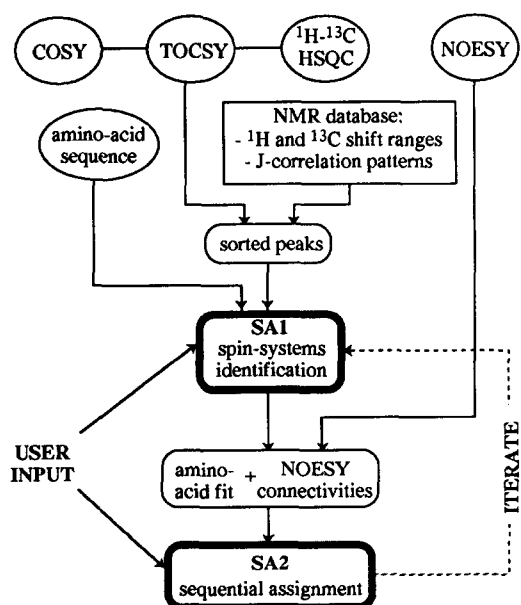 COSY
TOCSY
¹H-¹³C
HSQC
NOESY
amino-acid
sequence
NMR database:
- ¹H and ¹³C shift ranges
- J-correlation patterns
sorted peaks
SA1
spin-systems
identification
USER
INPUT
amino-
acid fit
+
NOESY
connectivities
ITERATE
SA2
sequential assignment